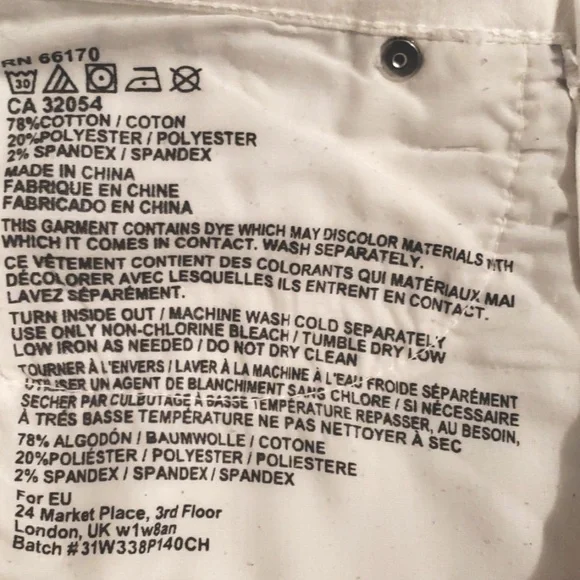 RN 66170
30
CA 32054
78%COTTON / COTON
20%POLYESTER / POLYESTER
2% SPANDEX / SPANDEX
MADE IN CHINA
FABRIQUE EN CHINE
FABRICADO EN CHINA
THIS GARMENT CONTAINS DYE WHICH MAY DISCOLOR MATERIALS WITH
WHICH IT COMES IN CONTACT. WASH SEPARATELY.
CE VÊTEMENT CONTIENT DES COLORANTS QUI MATÉRIAUX MAI
DÉCOLORER AVEC LESQUELLES ILS ENTRENT EN CONTACT.
LAVEZ SÉPARÉMENT.
TURN INSIDE OUT / MACHINE WASH COLD SEPARATELY
USE ONLY NON-CHLORINE BLEACH / TUMBLE DRY LOW
LOW IRON AS NEEDED / DO NOT DRY CLEAN
TOURNER À L'ENVERS / LAVER À LA MACHINE À L'EAU FROIDE SÉPARÉMENT
UTILISER UN AGENT DE BLANCHIMENT SANS CHLORE / SI NÉCESSAIRE
SECHER PAR CULBUTAGE À BASSE TEMPÉRATURE REPASSER, AU BESOIN,
À TRÉS BASSE TEMPÉRATURE NE PAS NETTOYER À SEC
78% ALGODÓN / BAUMWOLLE / COTONE
20%POLIÉSTER / POLYESTER / POLIESTERE
2% SPANDEX / SPANDEX / SPANDEX
For EU
24 Market Place, 3rd Floor
London, UK w1w8an
Batch #31W338P140CH